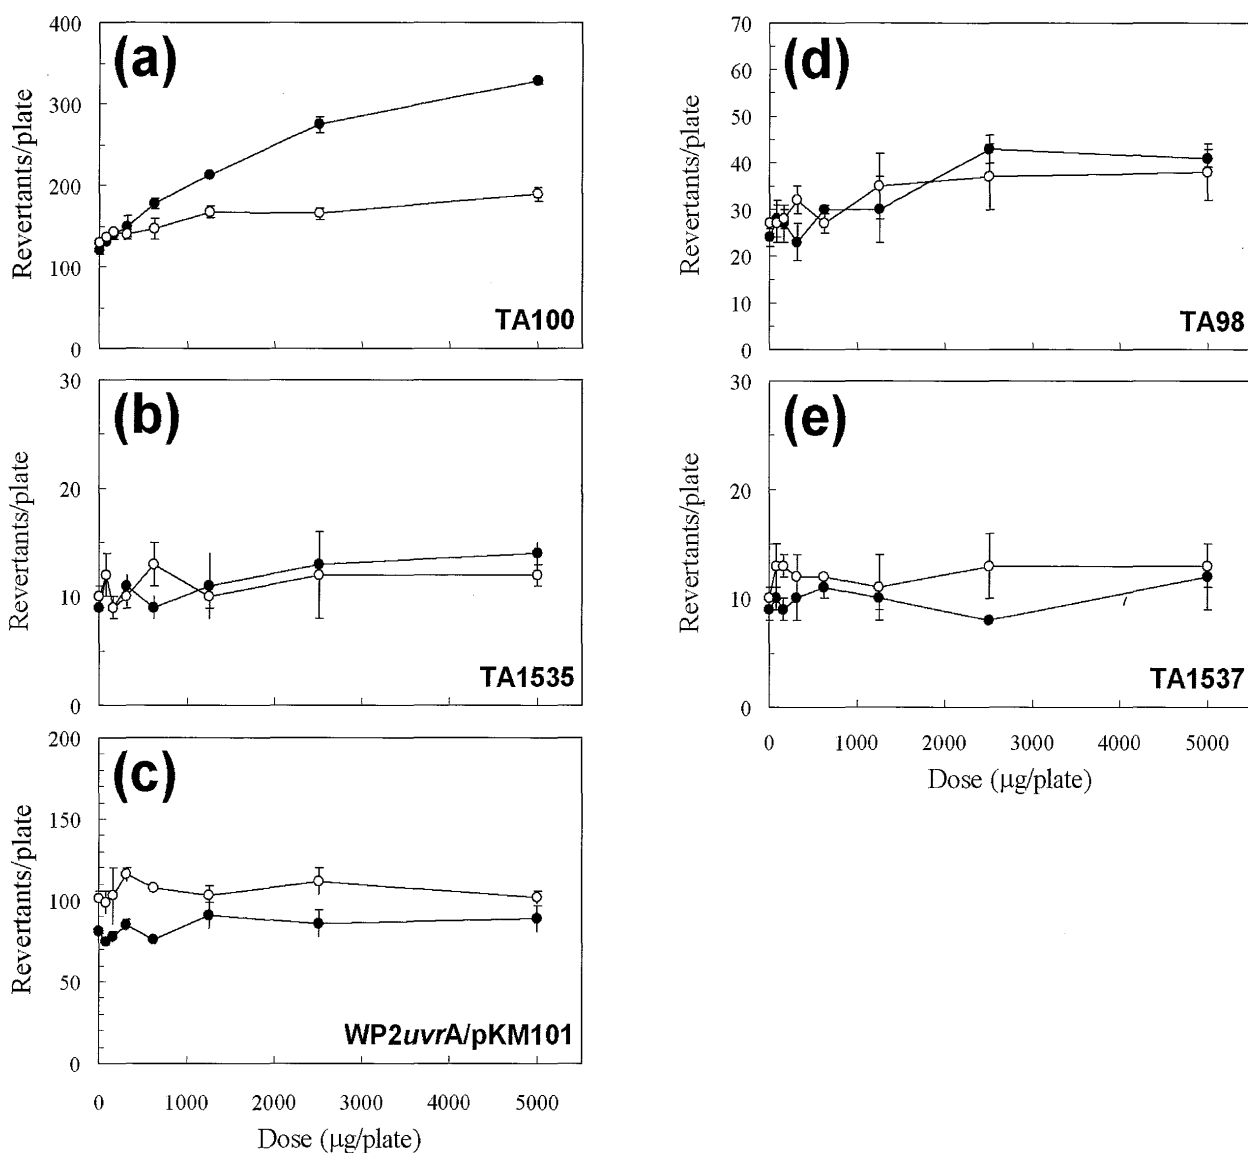 (a)
400
300
200
100
0
Revertants/plate
TA100
(b)
30
20
10
0
Revertants/plate
TA1535
(c)
200
150
100
50
0
Revertants/plate
WP2uvrA/pKM101
0 1000 2000 3000 4000 5000
Dose (µg/plate)
(d)
70
60
50
40
30
20
10
0
Revertants/plate
TA98
(e)
30
20
10
0
Revertants/plate
TA1537
0 1000 2000 3000 4000 5000
Dose (µg/plate)